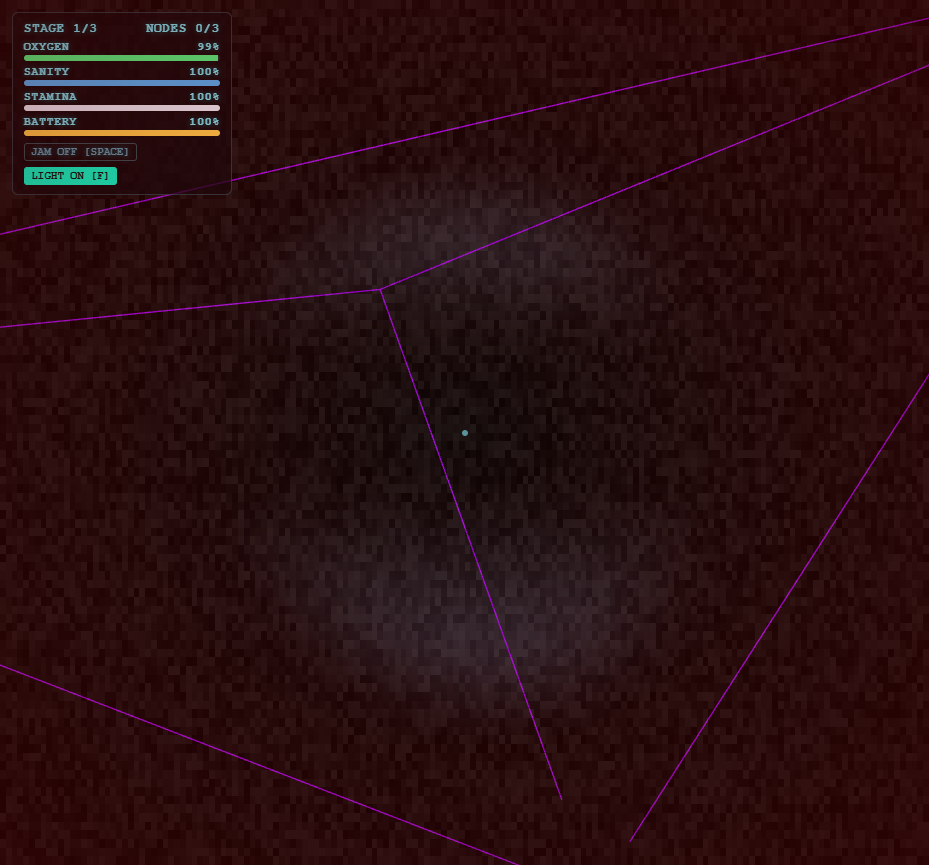 STAGE 1/3 NODES 0/3
OXYGEN 99%
SANITY 100%
STAMINA 100%
BATTERY 100%
JAM OFF [SPACE]
LIGHT ON [F]